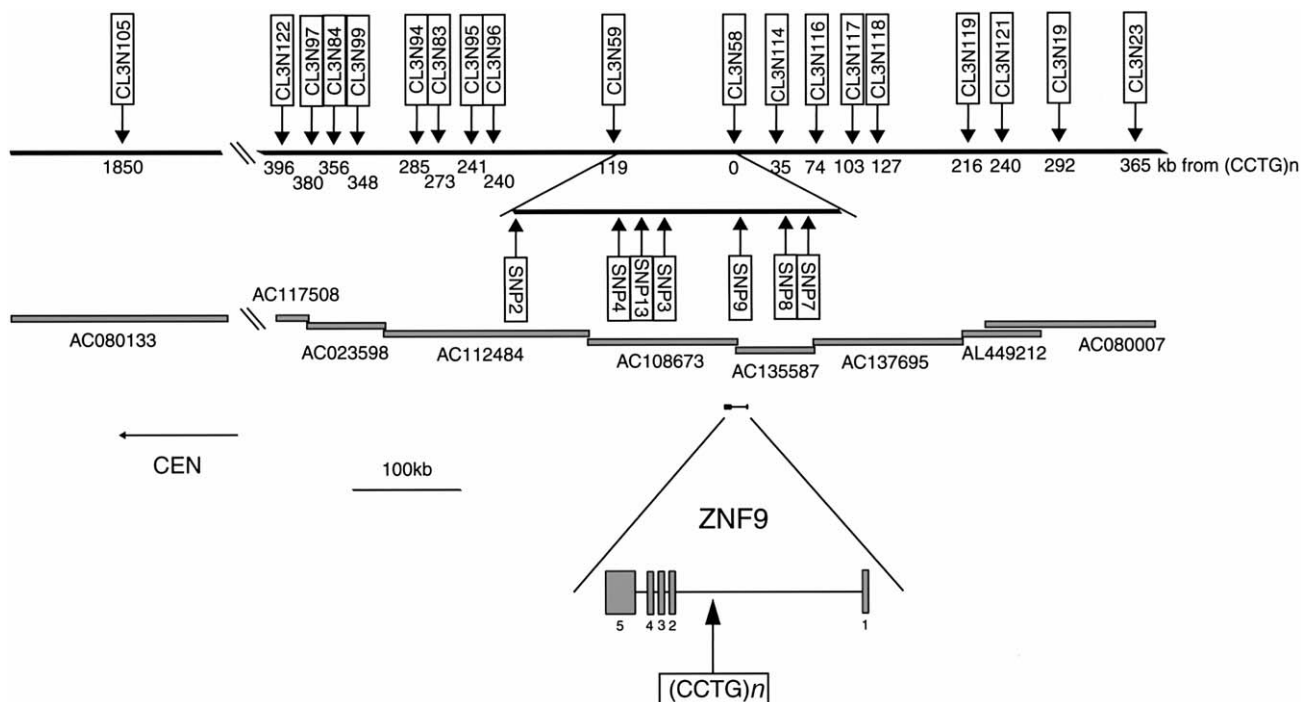 CL3N105
CL3N122
CL3N97
CL3N84
CL3N99
CL3N94
CL3N83
CL3N95
CL3N96
CL3N59
CL3N58
CL3N114
CL3N116
CL3N117
CL3N118
CL3N119
CL3N121
CL3N19
CL3N23
1850 396 380 356 348 285 273 241 240 119 0 35 74 103 127 216 240 292 365 kb from (CCTG)n
SNP2
SNP4
SNP13
SNP3
SNP9
SNP8
SNP7
AC117508
AC080133
AC023598
AC112484
AC108673
AC135587
AC137695
AL449212
AC080007
CEN
100kb
ZNF9
5 4 3 2 1
(CCTG)n